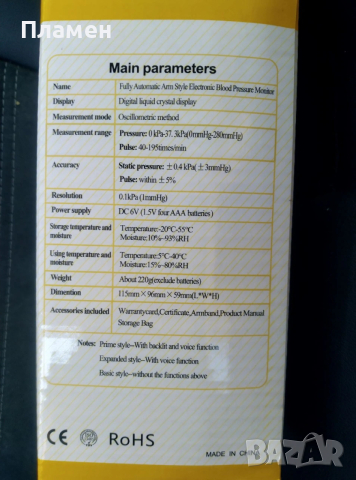 Пламен
Main parameters
Name Fully Automatic Arm Style Electronic Blood Pressure Monitor
Display Digital liquid crystal display
Measurement mode Oscillometric method
Measurement range Pressure: 0 kPa-37. 3kPa(0mmHg-280mmHg)
Pulse: 40-195times/min
Accuracy Static pressure: ±0.4 kPa( ±3mmHg)
Pulse: within ±5%
Resolution 0.1kPa (1mmHg)
Power supply DC 6V (1.5V four AAA batteries)
Storage temperature and Temperature:-20°C-55°C
moisture Moisture:10%-93%RH
Using temperature and Temperature:5°C-40°C
moisture Moisture:15%-80%RH
Weight About 220g(exclude batteries)
Dimention 115mm×96mm×59mm(L*W*H)
Accessories included Warrantycard,Certificate,Armband,Product Manual
Storage Bag
Notes: Prime style-With backlit and voice function
Expanded style-With voice function
Basic style-without the functions above
CE RoHS
MADE IN CHINA
BAZAR